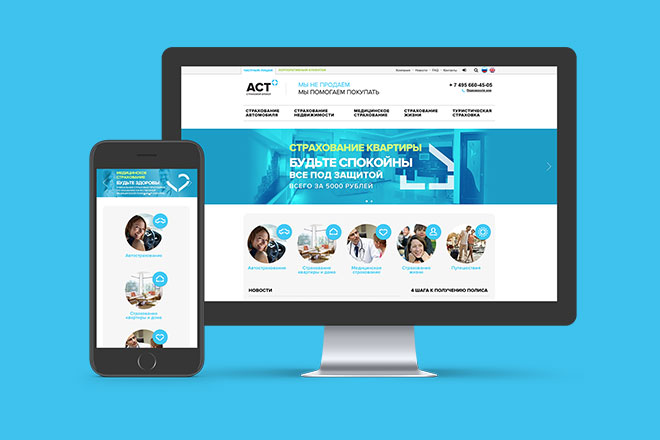 ЧАСТНЫМ ЛИЦАМ КОРПОРАТИВНЫМ КЛИЕНТАМ
Компания Новости FAQ Контакты
АСТ
СТРАХОВОЙ БРОКЕР
МЫ НЕ ПРОДАЕМ
МЫ ПОМОГАЕМ ПОКУПАТЬ
+ 7 495 660-45-05
СТРАХОВАНИЕ
АВТОМОБИЛЯ
СТРАХОВАНИЕ
НЕДВИЖИМОСТИ
МЕДИЦИНСКОЕ
СТРАХОВАНИЕ
СТРАХОВАНИЕ
ЖИЗНИ
ТУРИСТИЧЕСКАЯ
СТРАХОВКА
СТРАХОВАНИЕ КВАРТИРЫ
БУДЬТЕ СПОКОЙНЫ
ВСЕ ПОД ЗАЩИТОЙ
ВСЕГО ЗА 5000 РУБЛЕЙ
Автострахование
Страхование
квартиры и дома
Медицинское
страхование
Страхование
жизни
Путешествия
НОВОСТИ
4 ШАГА К ПОЛУЧЕНИЮ ПОЛИСА
МЕДИЦИНСКОЕ
СТРАХОВАНИЕ
БУДЬТЕ ЗДОРОВЫ
Автострахование
Страхование
квартиры и дома